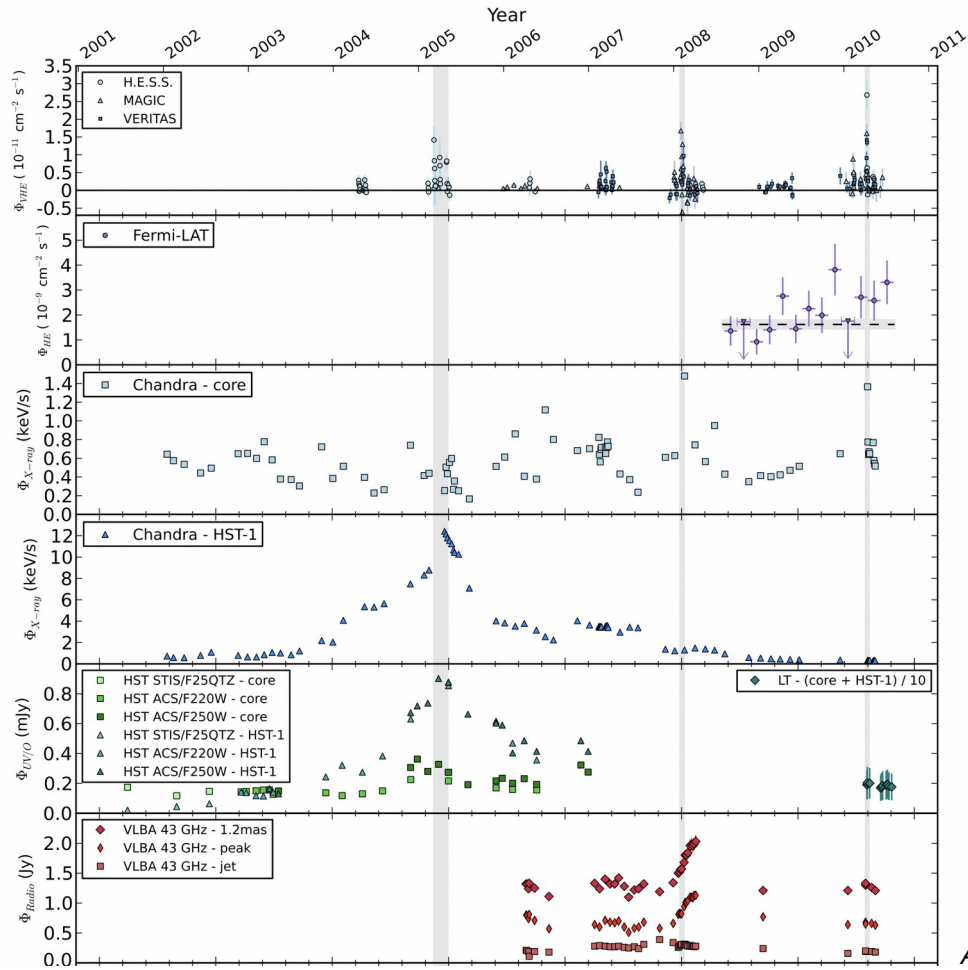 Year
2001 2002 2003 2004 2005 2006 2007 2008 2009 2010 2011
Φ_VHE ( 10⁻¹¹ cm⁻² s⁻¹)
3.5
3.0
2.5
2.0
1.5
1.0
0.5
0
-0.5
H.E.S.S.
MAGIC
VERITAS
Φ_HE ( 10⁻⁹ cm⁻² s⁻¹)
5
4
3
2
1
0
Fermi-LAT
Φ_X−ray (keV/s)
1.4
1.2
1.0
0.8
0.6
0.4
0.2
0.0
Chandra - core
Φ_X−ray (keV/s)
12
10
8
6
4
2
0
Chandra - HST-1
Φ_UV/O (mJy)
0.8
0.6
0.4
0.2
0.0
HST STIS/F25QTZ - core
HST ACS/F220W - core
HST ACS/F250W - core
HST STIS/F25QTZ - HST-1
HST ACS/F220W - HST-1
HST ACS/F250W - HST-1
LT - (core + HST-1) / 10
Φ_Radio (Jy)
2.0
1.5
1.0
0.5
0.0
VLBA 43 GHz - 1.2mas
VLBA 43 GHz - peak
VLBA 43 GHz - jet